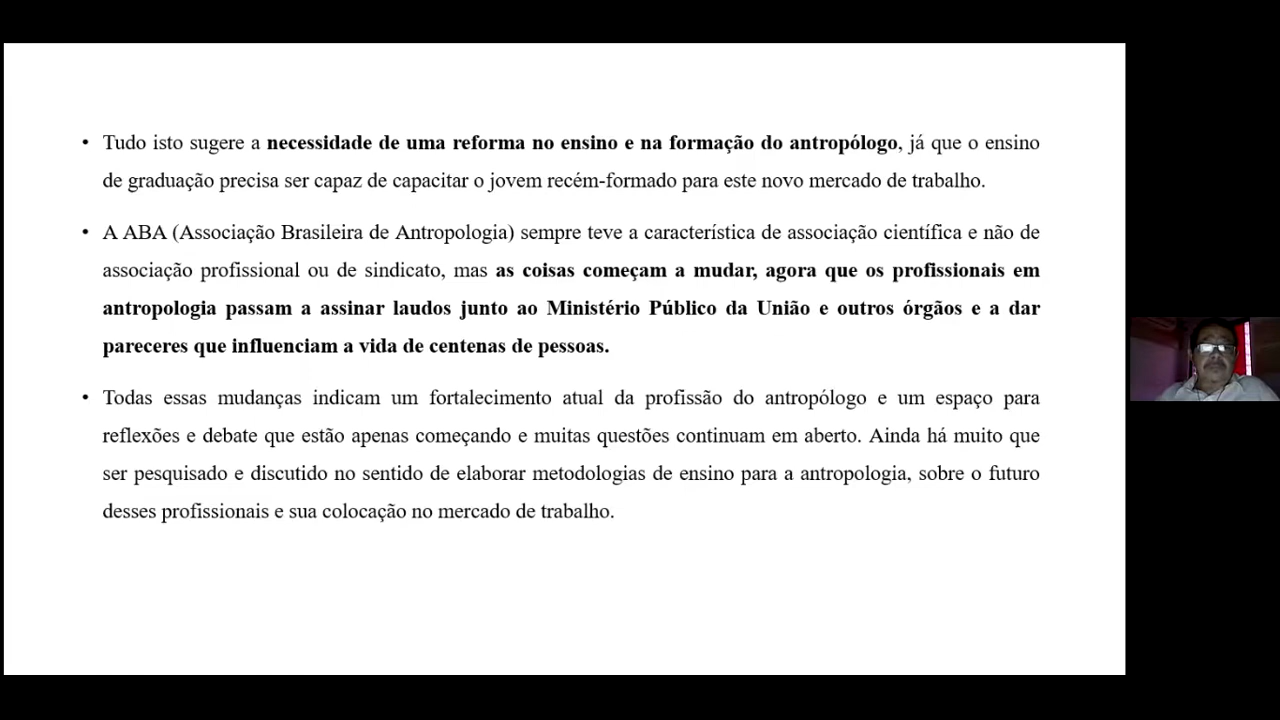 • Tudo isto sugere a necessidade de uma reforma no ensino e na formação do antropólogo, já que o ensino
de graduação precisa ser capaz de capacitar o jovem recém-formado para este novo mercado de trabalho.
• A ABA (Associação Brasileira de Antropologia) sempre teve a característica de associação científica e não de
associação profissional ou de sindicato, mas as coisas começam a mudar, agora que os profissionais em
antropologia passam a assinar laudos junto ao Ministério Público da União e outros órgãos e a dar
pareceres que influenciam a vida de centenas de pessoas.
• Todas essas mudanças indicam um fortalecimento atual da profissão do antropólogo e um espaço para
reflexões e debate que estão apenas começando e muitas questões continuam em aberto. Ainda há muito que
ser pesquisado e discutido no sentido de elaborar metodologias de ensino para a antropologia, sobre o futuro
desses profissionais e sua colocação no mercado de trabalho.